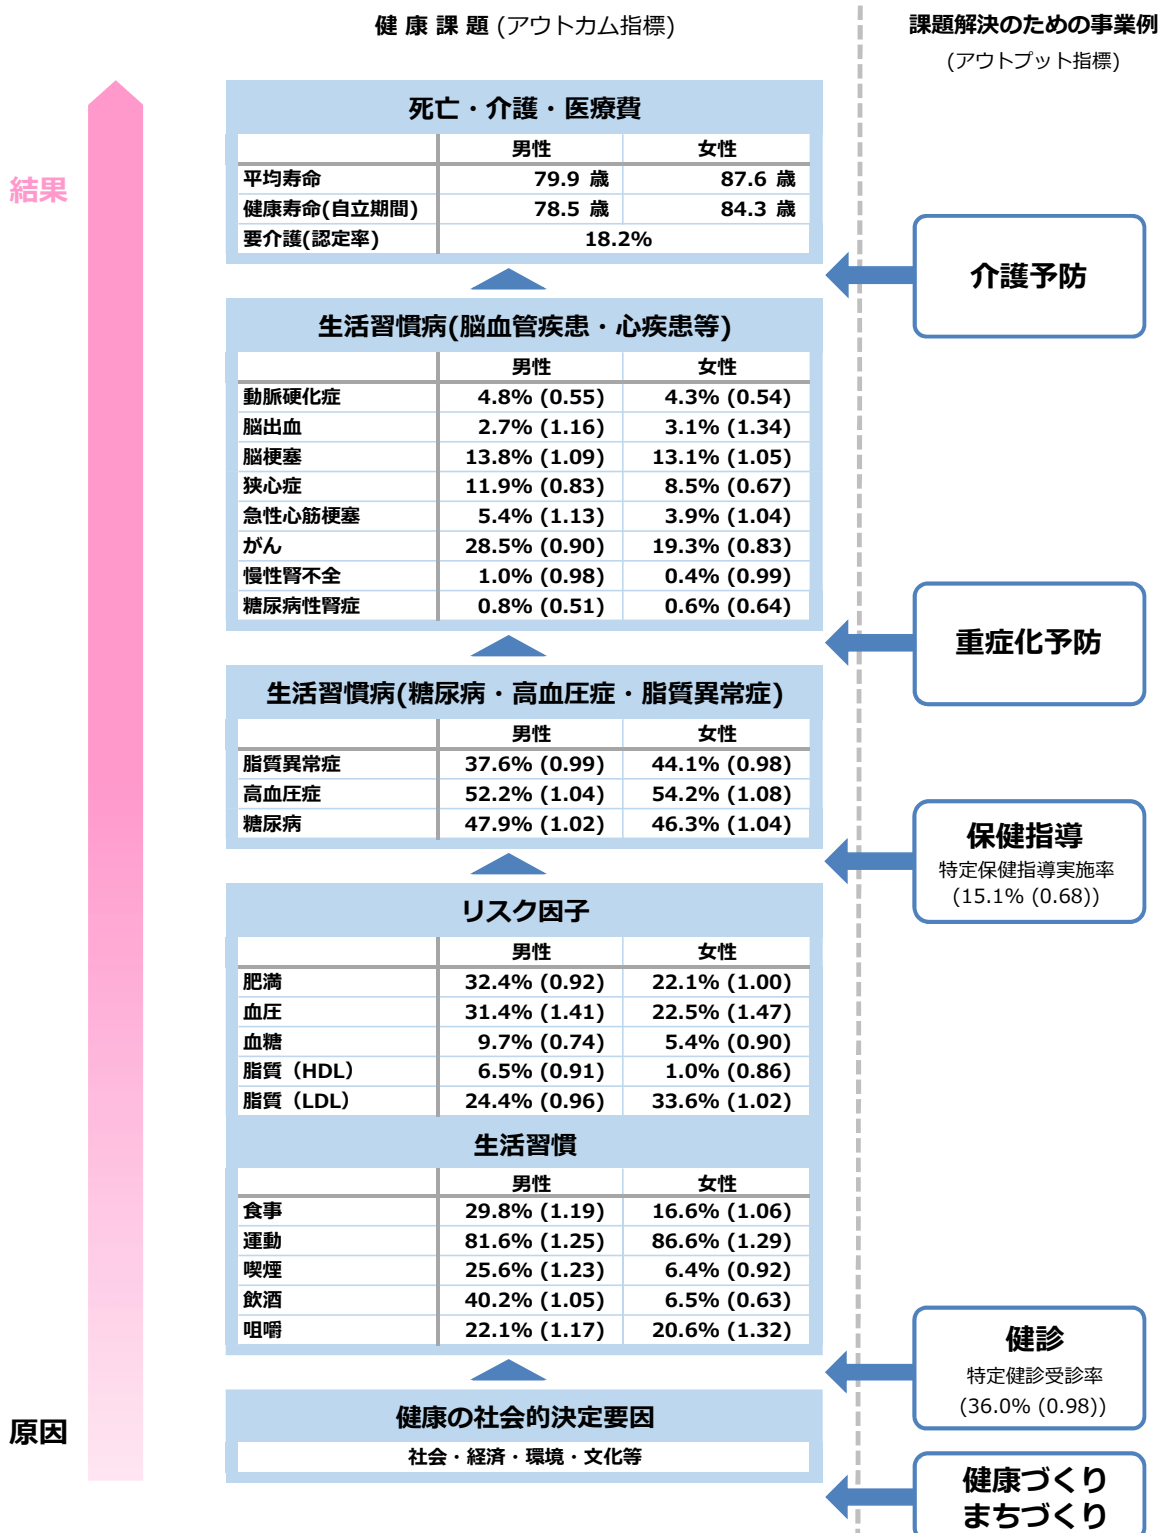 健 康 課 題 (アウトカム指標)
課題解決のための事業例
(アウトプット指標)
結果
原因
死亡・介護・医療費
男性 女性
平均寿命 79.9 歳 87.6 歳
健康寿命(自立期間) 78.5 歳 84.3 歳
要介護(認定率) 18.2%
介護予防
生活習慣病(脳血管疾患・心疾患等)
男性 女性
動脈硬化症 4.8% (0.55) 4.3% (0.54)
脳出血 2.7% (1.16) 3.1% (1.34)
脳梗塞 13.8% (1.09) 13.1% (1.05)
狭心症 11.9% (0.83) 8.5% (0.67)
急性心筋梗塞 5.4% (1.13) 3.9% (1.04)
がん 28.5% (0.90) 19.3% (0.83)
慢性腎不全 1.0% (0.98) 0.4% (0.99)
糖尿病性腎症 0.8% (0.51) 0.6% (0.64)
重症化予防
生活習慣病(糖尿病・高血圧症・脂質異常症)
男性 女性
脂質異常症 37.6% (0.99) 44.1% (0.98)
高血圧症 52.2% (1.04) 54.2% (1.08)
糖尿病 47.9% (1.02) 46.3% (1.04)
保健指導
特定保健指導実施率
(15.1% (0.68))
リスク因子
男性 女性
肥満 32.4% (0.92) 22.1% (1.00)
血圧 31.4% (1.41) 22.5% (1.47)
血糖 9.7% (0.74) 5.4% (0.90)
脂質（HDL） 6.5% (0.91) 1.0% (0.86)
脂質（LDL） 24.4% (0.96) 33.6% (1.02)
生活習慣
男性 女性
食事 29.8% (1.19) 16.6% (1.06)
運動 81.6% (1.25) 86.6% (1.29)
喫煙 25.6% (1.23) 6.4% (0.92)
飲酒 40.2% (1.05) 6.5% (0.63)
咀嚼 22.1% (1.17) 20.6% (1.32)
健診
特定健診受診率
(36.0% (0.98))
健康の社会的決定要因
社会・経済・環境・文化等
健康づくり
まちづくり